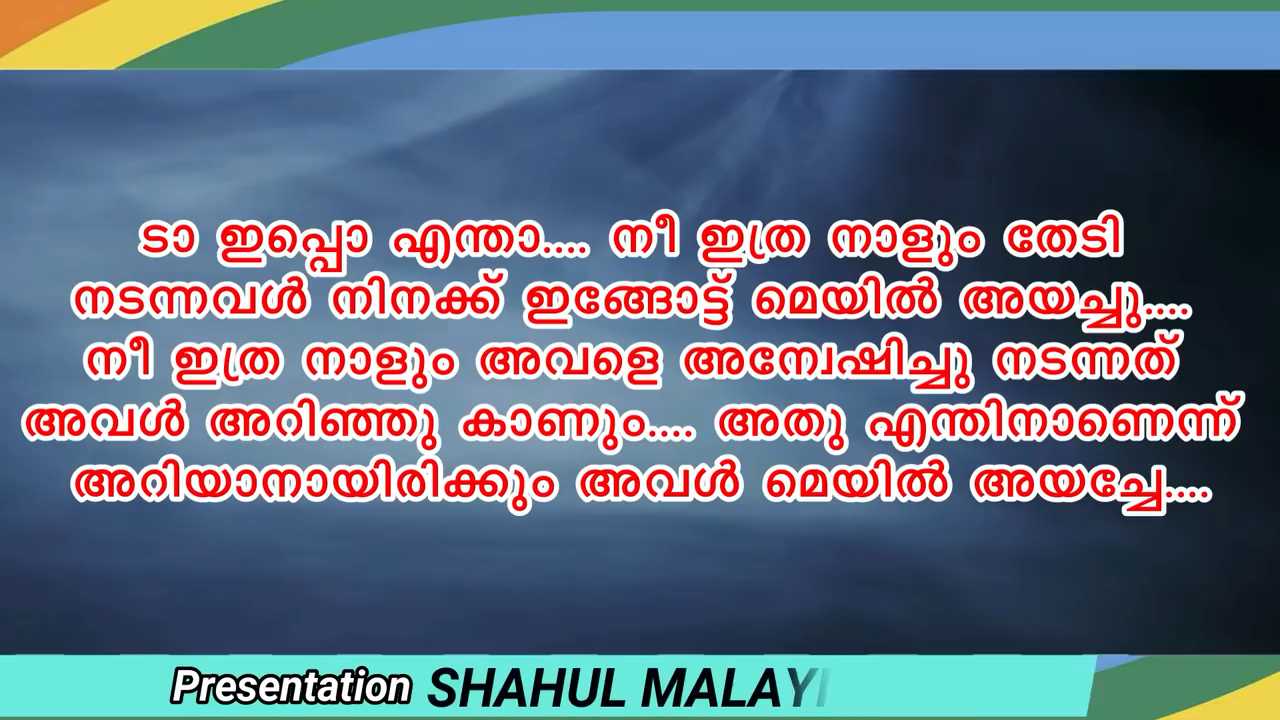 ടാ ഇപ്പൊ എന്താ.... നീ ഇത്ര നാളും തേടി
നടന്നവൾ നിനക്ക് ഇങ്ങോട്ട് മെയിൽ അയച്ചു....
നീ ഇത്ര നാളും അവളെ അന്വേഷിച്ചു നടന്നത്
അവൾ അറിഞ്ഞു കാണും.... അതു എന്തിനാണെന്ന്
അറിയാനായിരിക്കും അവൾ മെയിൽ അയച്ചേ....
Presentation SHAHUL